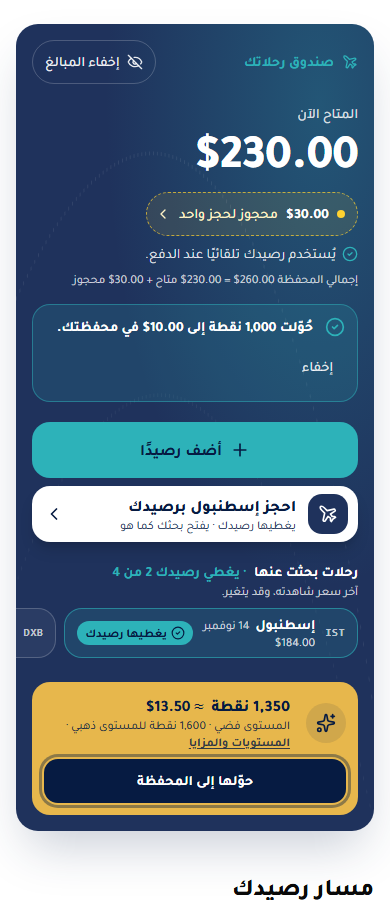 صندوق رحلاتك
إخفاء المبالغ
المتاح الآن
$230.00
$30.00 محجوز لحجز واحد
يُستخدم رصيدك تلقائيًا عند الدفع.
إجمالي المحفظة $260.00 = $230.00 متاح + $30.00 محجوز
حُوّلت 1,000 نقطة إلى $10.00 في محفظتك.
إخفاء
أضف رصيدًا
احجز إسطنبول برصيدك
يغطيها رصيدك · يفتح بحثك كما هو
رحلات بحثت عنها · يغطي رصيدك 2 من 4
آخر سعر شاهدته، وقد يتغير.
IST إسطنبول 14 نوفمبر
$184.00
يغطيها رصيدك
DXB
1,350 نقطة ≈ $13.50
المستوى فضي · 1,600 نقطة للمستوى ذهبي ·
المستويات والمزايا
حوّلها إلى المحفظة
مسار رصيدك